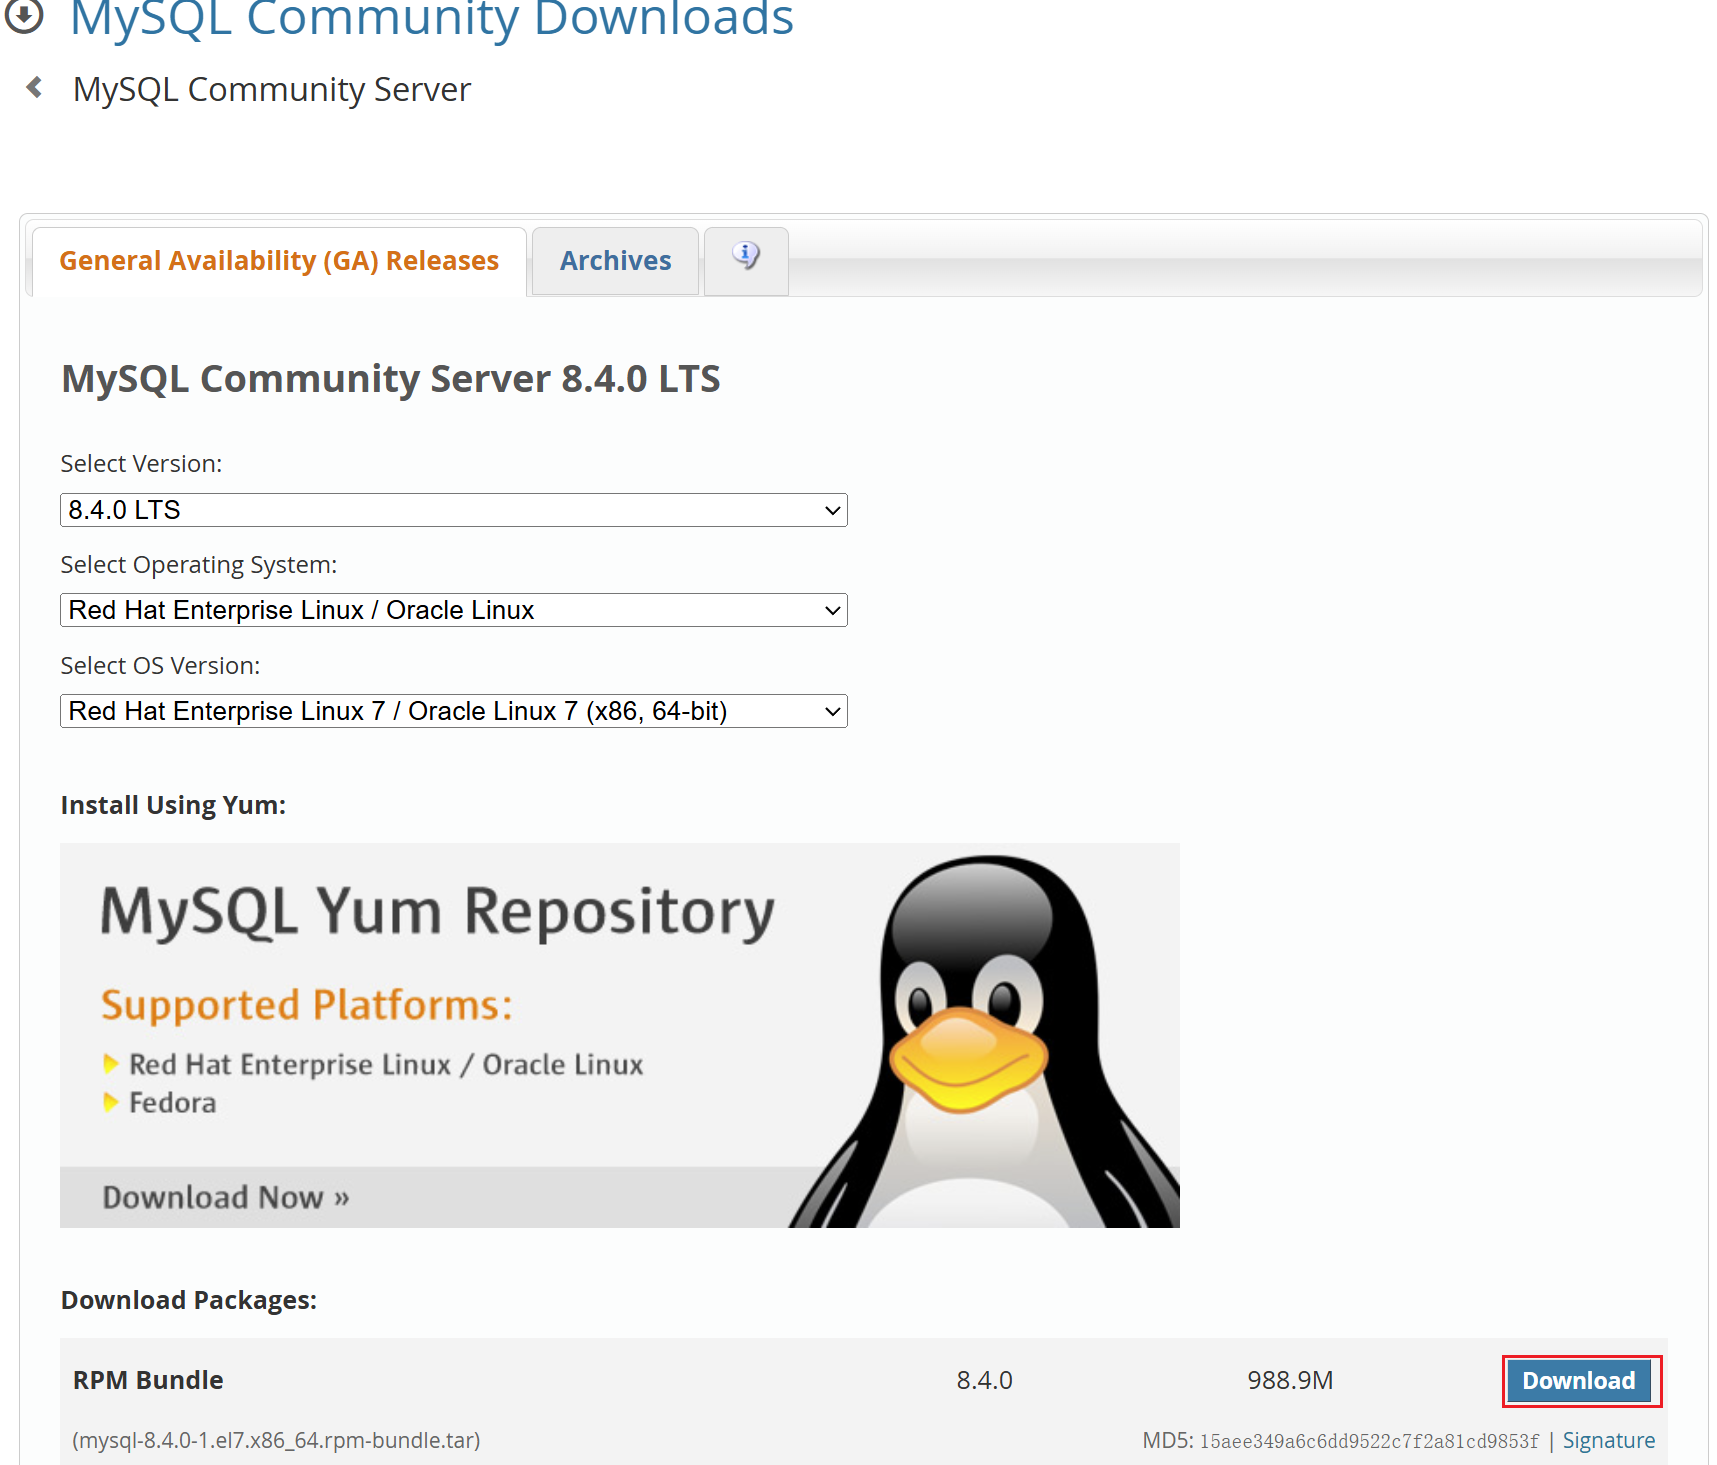 MySQL Community Downloads
MySQL Community Server
General Availability (GA) Releases Archives
MySQL Community Server 8.4.0 LTS
Select Version:
8.4.0 LTS
Select Operating System:
Red Hat Enterprise Linux / Oracle Linux
Select OS Version:
Red Hat Enterprise Linux 7 / Oracle Linux 7 (x86, 64-bit)
Install Using Yum:
MySQL Yum Repository
Supported Platforms:
Red Hat Enterprise Linux / Oracle Linux
Fedora
Download Now »
Download Packages:
RPM Bundle 8.4.0 988.9M Download
(mysql-8.4.0-1.el7.x86_64.rpm-bundle.tar) MD5: 15aee349a6c6dd9522c7f2a81cd9853f | Signature